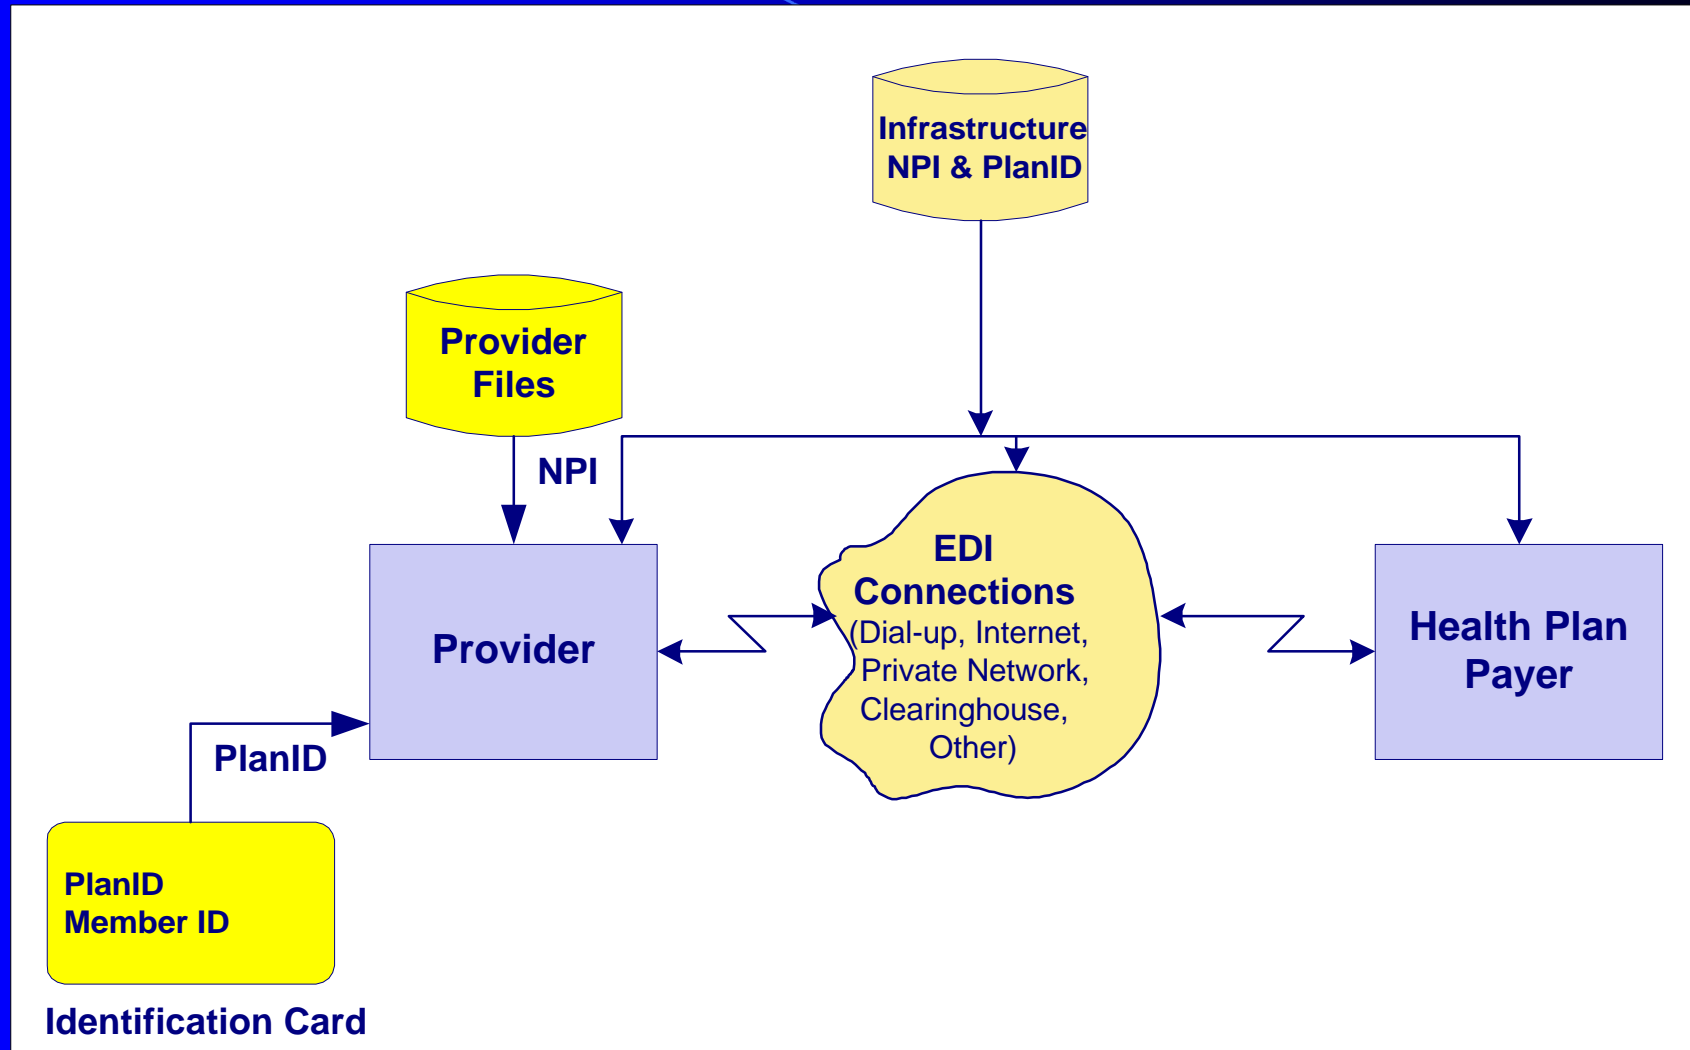 Infrastructure
NPI & PlanID
Provider
Files
NPI
EDI
Connections
(Dial-up, Internet,
Private Network,
Clearinghouse,
Other)
Provider
Health Plan
Payer
PlanID
PlanID
Member ID
Identification Card